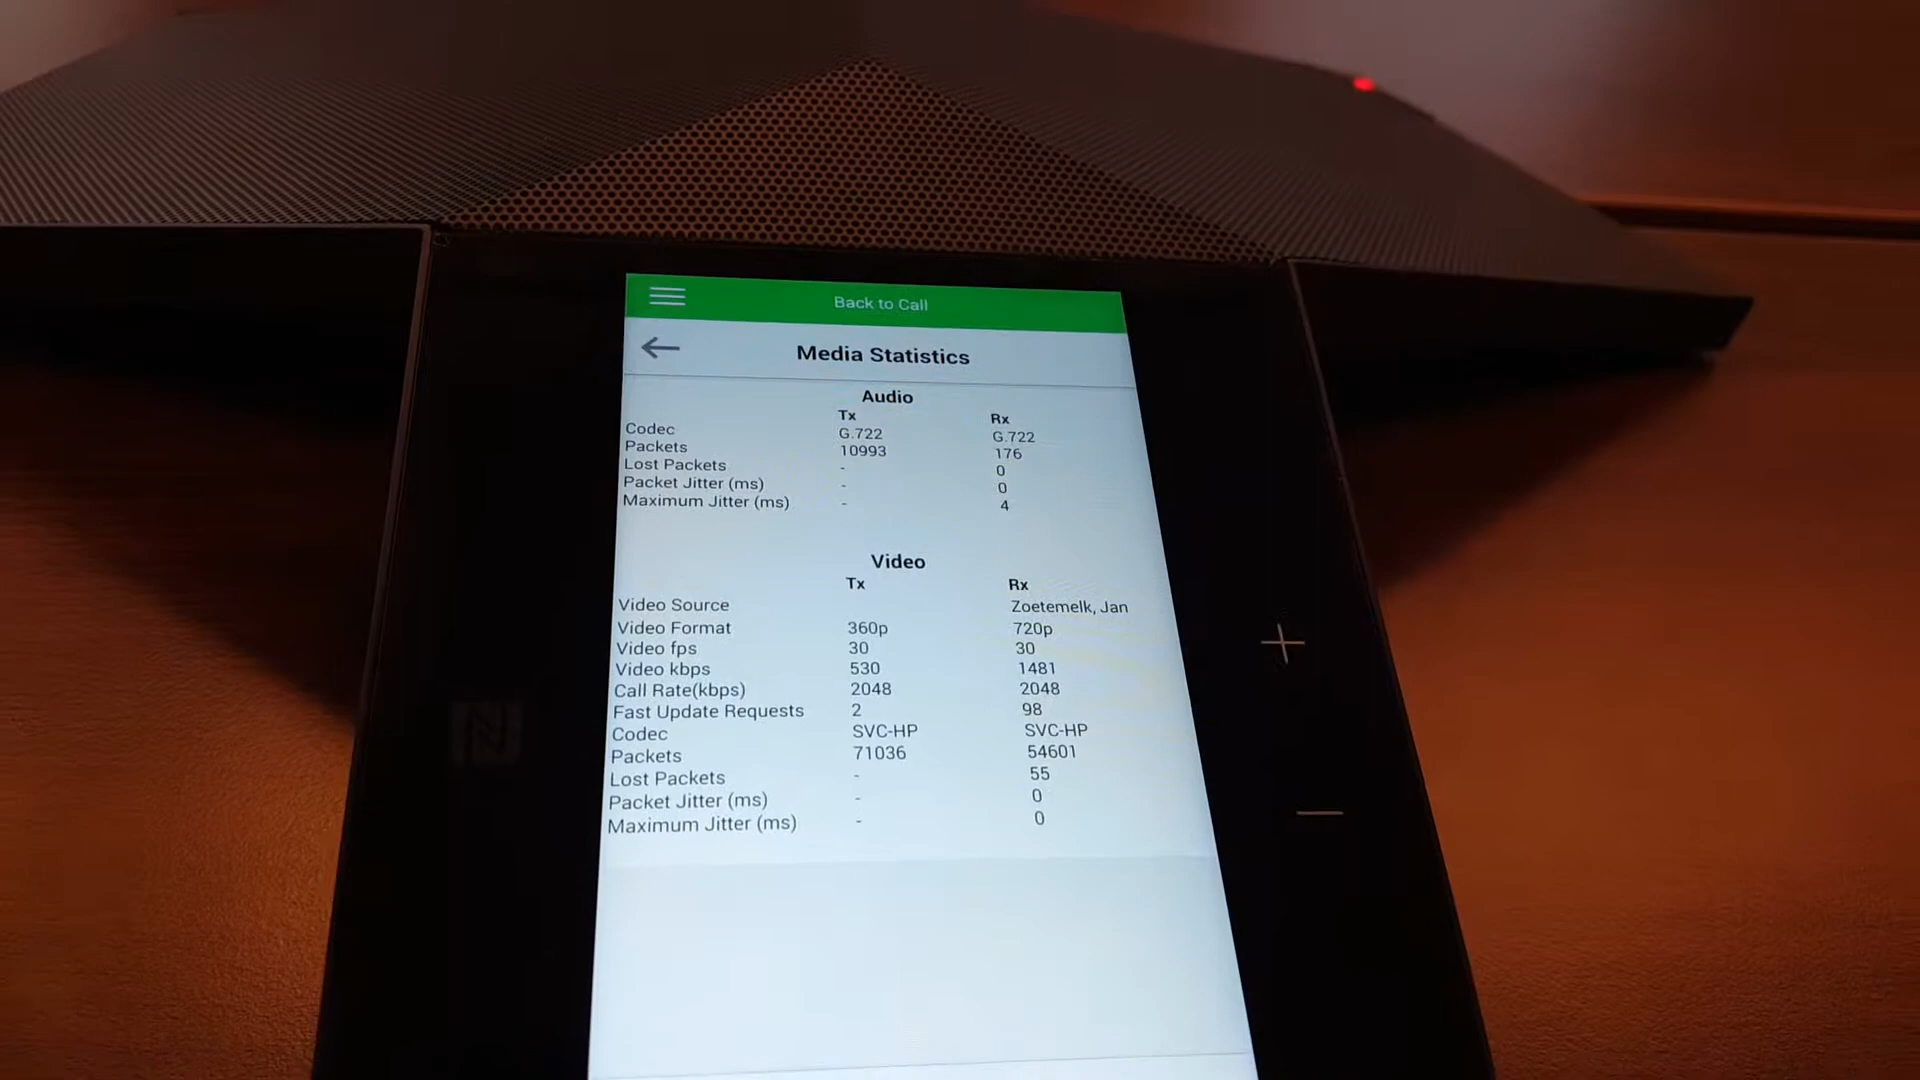 Back to Call
Media Statistics
Audio
Tx Rx
Codec G.722 G.722
Packets 10993 176
Lost Packets - 0
Packet Jitter (ms) - 0
Maximum Jitter (ms) - 4
Video
Tx Rx
Video Source Zoetemelk, Jan
Video Format 360p 720p
Video fps 30 30
Video kbps 530 1481
Call Rate(kbps) 2048 2048
Fast Update Requests 2 98
Codec SVC-HP SVC-HP
Packets 71036 54601
Lost Packets - 55
Packet Jitter (ms) - 0
Maximum Jitter (ms) - 0